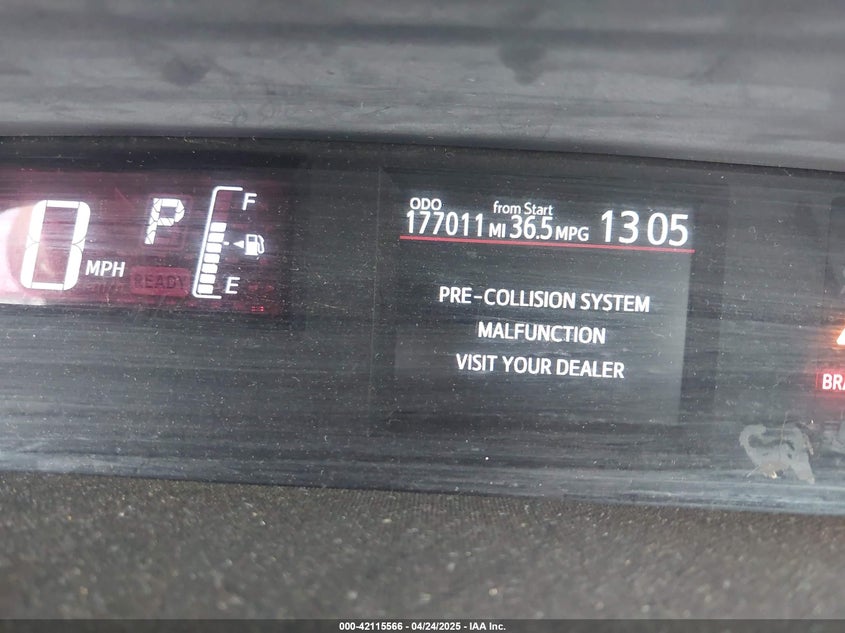 0 MPH
P
READY
F
E
ODO
177011 MI
from Start
36.5 MPG
13 05
PRE-COLLISION SYSTEM
MALFUNCTION
VISIT YOUR DEALER
BRA
000-42115566 - 04/24/2025 - IAA Inc.